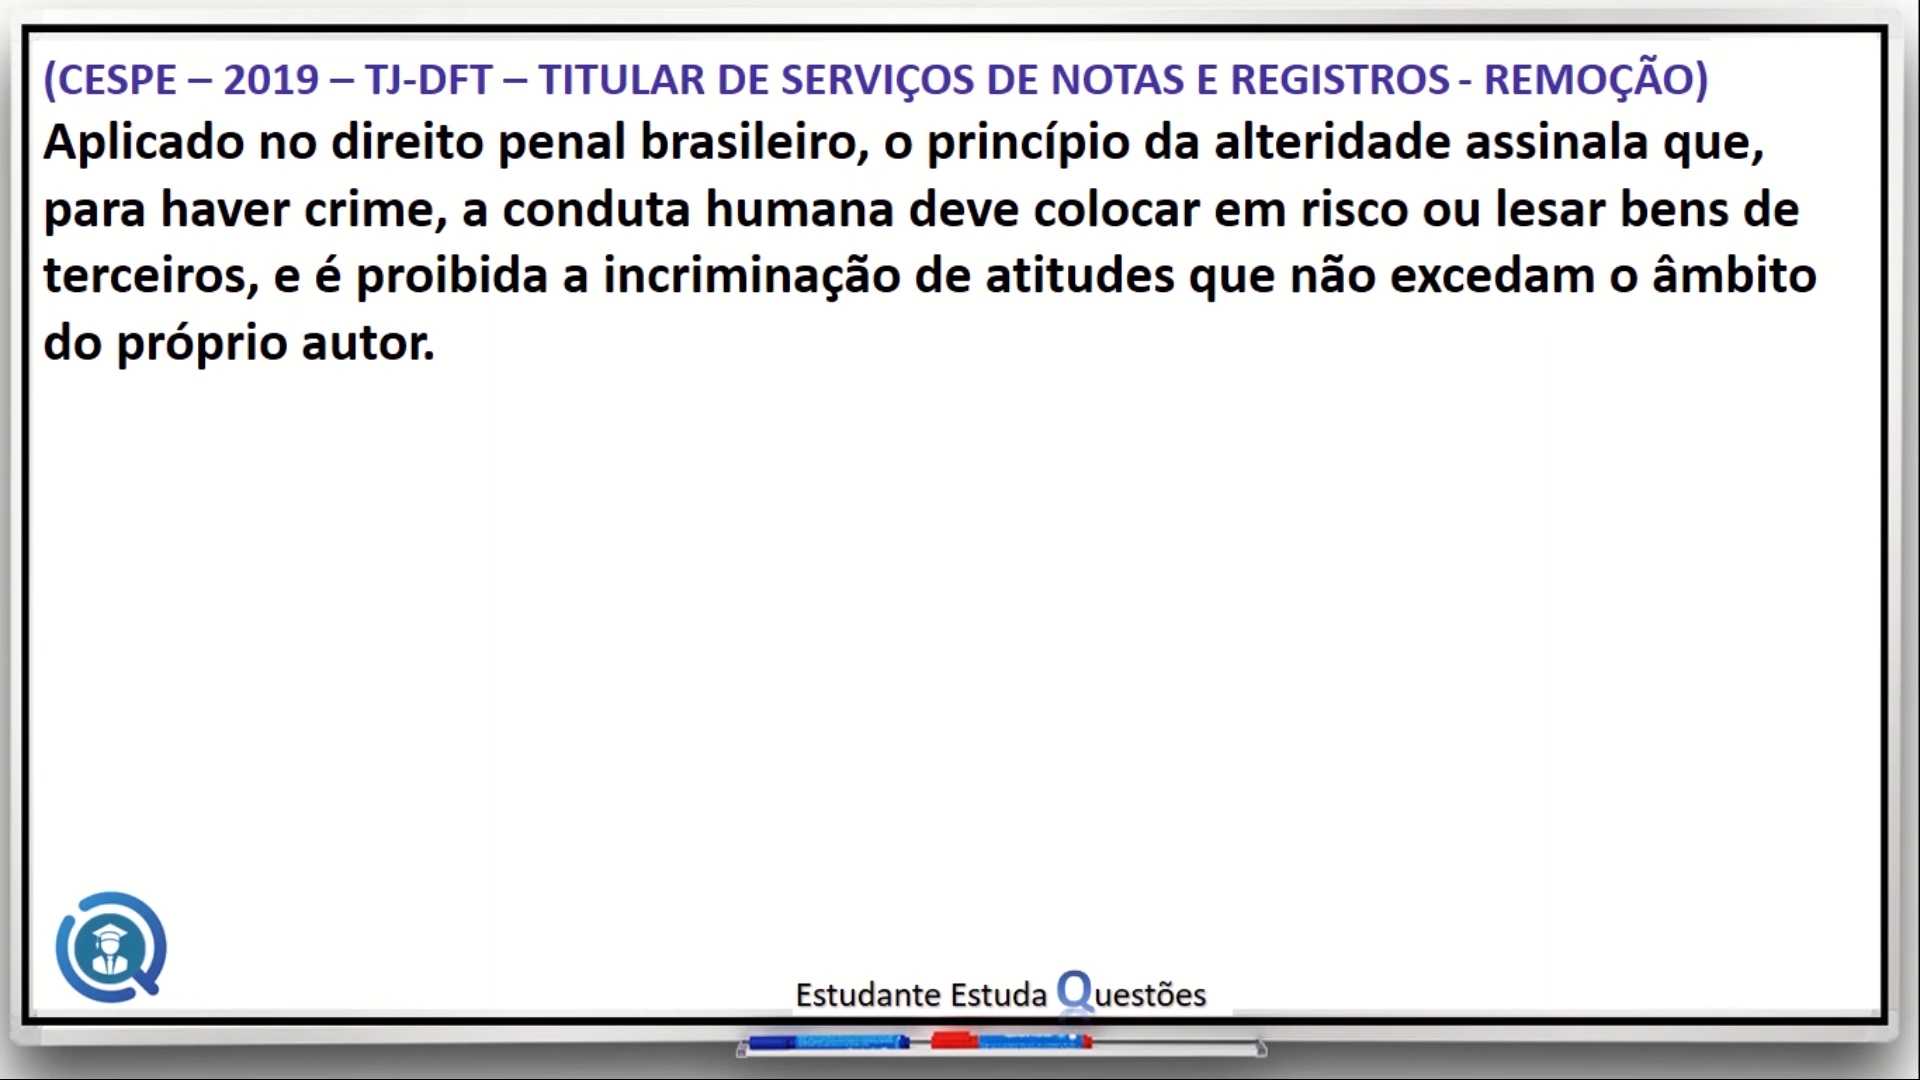 (CESPE – 2019 – TJ-DFT – TITULAR DE SERVIÇOS DE NOTAS E REGISTROS - REMOÇÃO)
Aplicado no direito penal brasileiro, o princípio da alteridade assinala que,
para haver crime, a conduta humana deve colocar em risco ou lesar bens de
terceiros, e é proibida a incriminação de atitudes que não excedam o âmbito
do próprio autor.
Estudante Estuda Questões